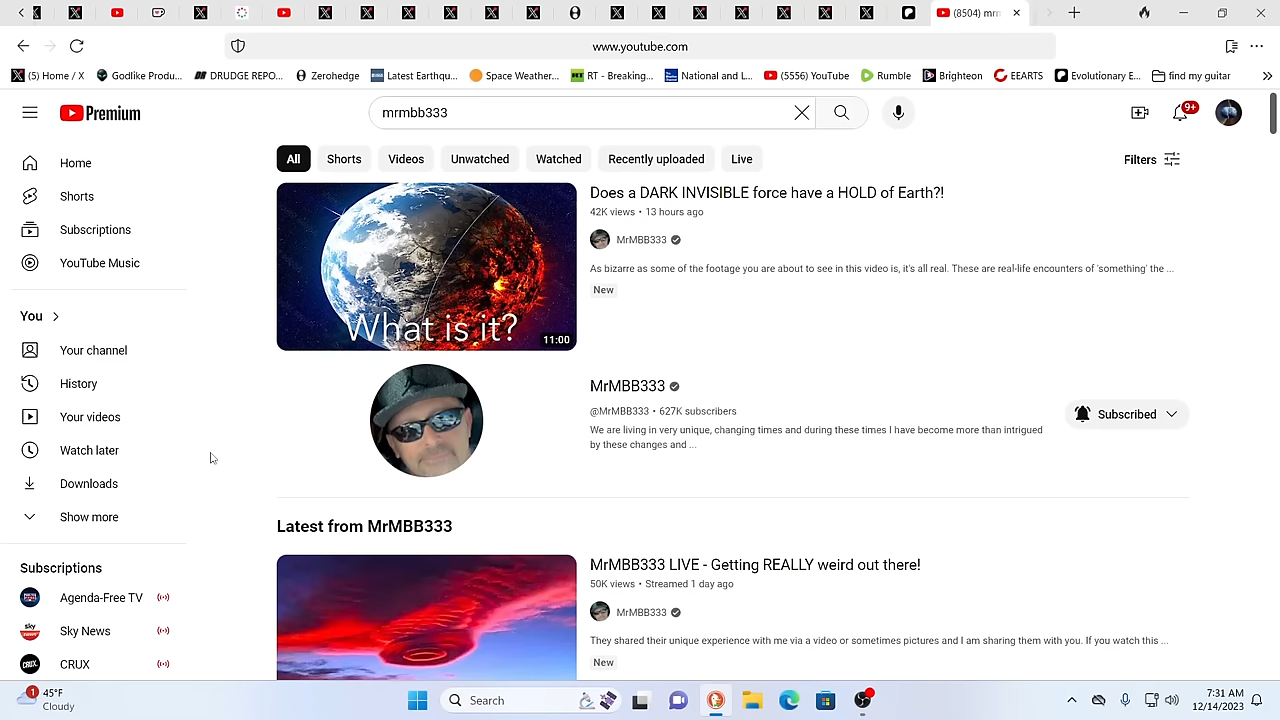 (8504) mrm
www.youtube.com
(5) Home / X
Godlike Produ...
DRUDGE REPO...
Zerohedge
Latest Earthqu...
Space Weather...
RT - Breaking...
National and L...
(5556) YouTube
Rumble
Brighteon
EEARTS
Evolutionary E...
find my guitar
Premium
mrmbb333
9+
All
Shorts
Videos
Unwatched
Watched
Recently uploaded
Live
Filters
Home
Shorts
Subscriptions
YouTube Music
You
Your channel
History
Your videos
Watch later
Downloads
Show more
Subscriptions
Agenda-Free TV
Sky News
CRUX
What is it?
11:00
Does a DARK INVISIBLE force have a HOLD of Earth?!
42K views • 13 hours ago
MrMBB333
As bizarre as some of the footage you are about to see in this video is, it's all real. These are real-life encounters of 'something' the ...
New
MrMBB333
@MrMBB333 • 627K subscribers
We are living in very unique, changing times and during these times I have become more than intrigued
by these changes and ...
Subscribed
Latest from MrMBB333
MrMBB333 LIVE - Getting REALLY weird out there!
50K views • Streamed 1 day ago
MrMBB333
They shared their unique experience with me via a video or sometimes pictures and I am sharing them with you. If you watch this ...
New
1
45°F
Cloudy
Search
7:31 AM
12/14/2023